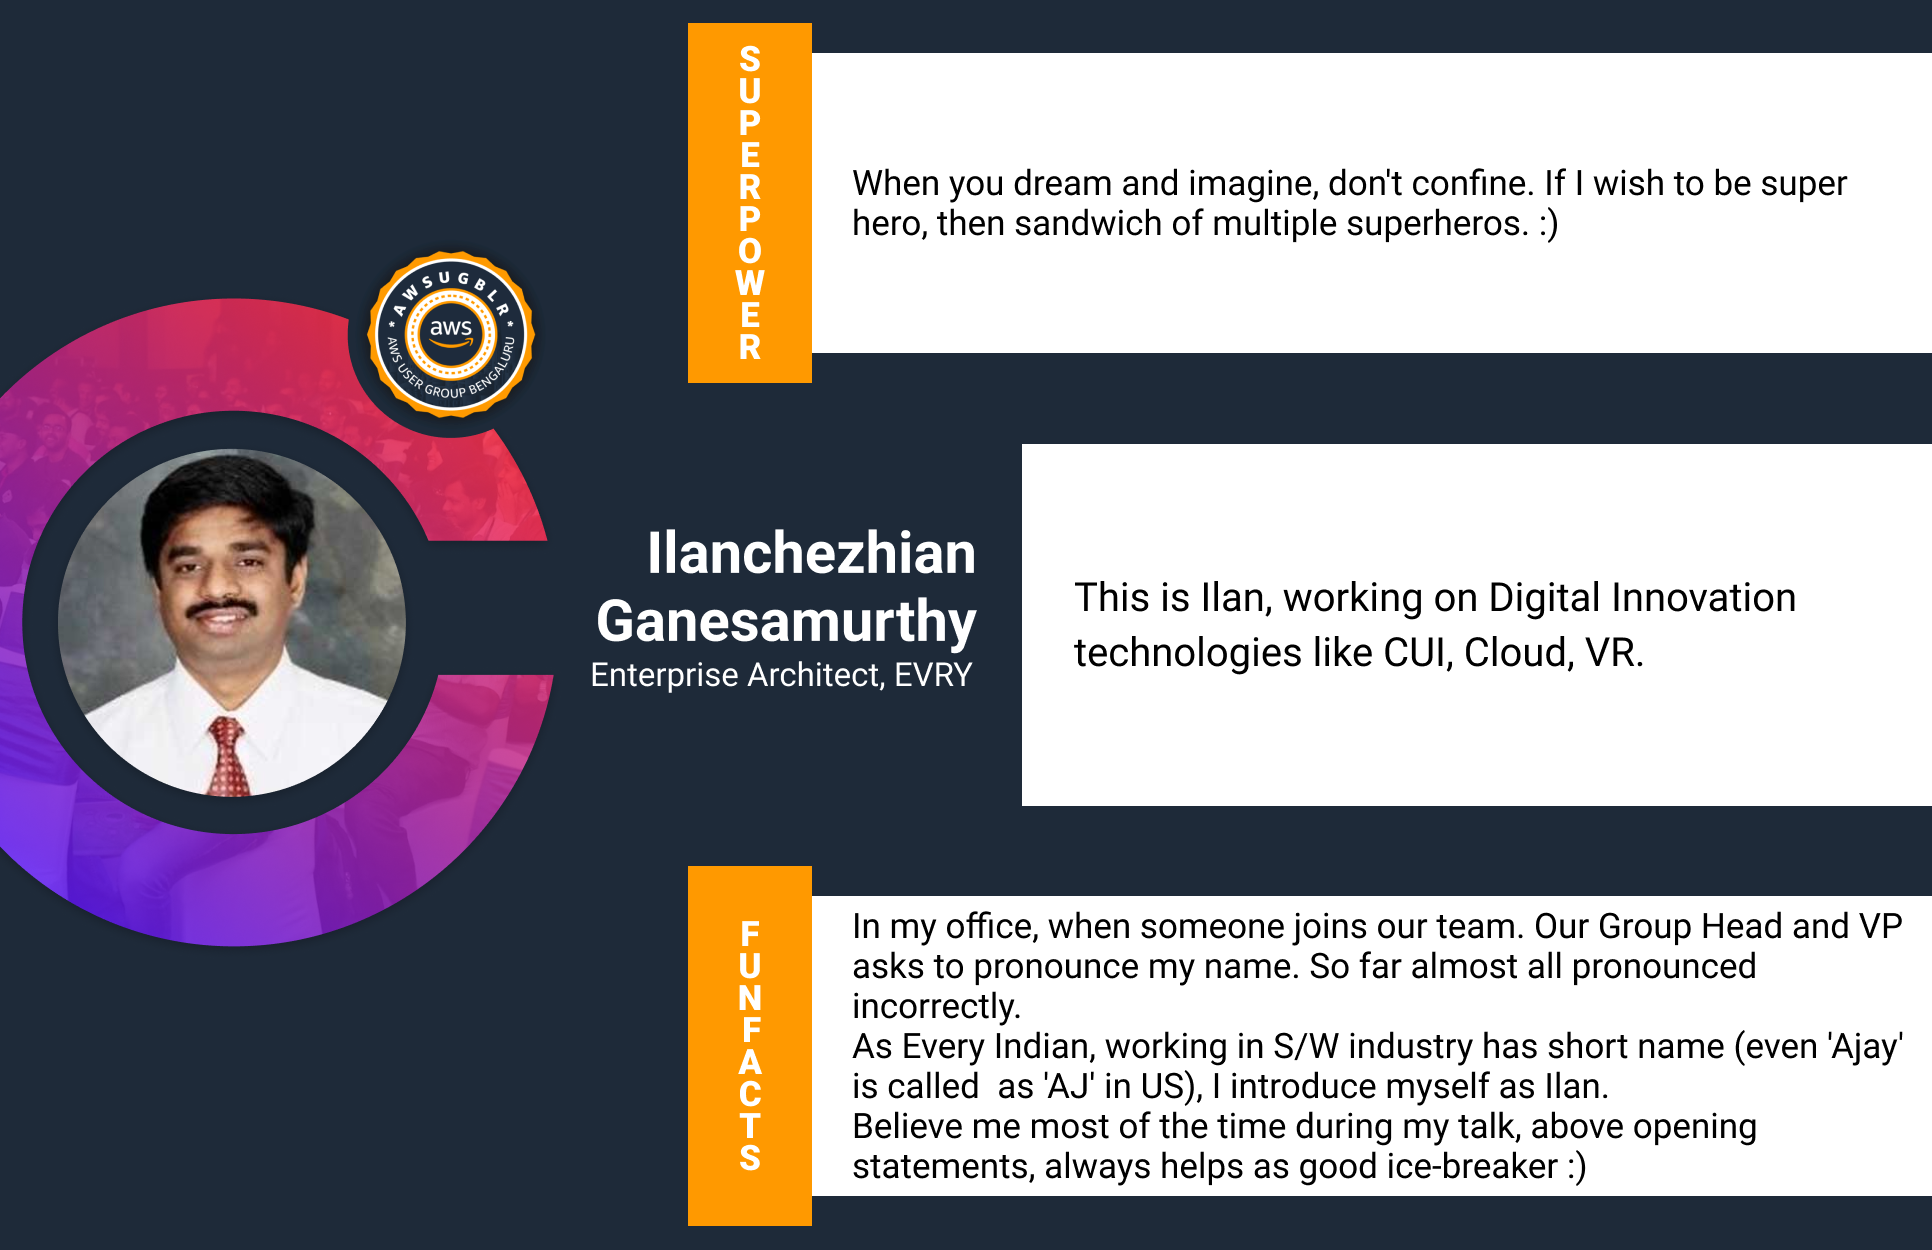 SUPERPOWER
When you dream and imagine, don't confine. If I wish to be super
hero, then sandwich of multiple superheros. :)
* AWSUGBLR *
aws
AWS USER GROUP BENGALURU
Ilanchezhian
Ganesamurthy
Enterprise Architect, EVRY
This is Ilan, working on Digital Innovation
technologies like CUI, Cloud, VR.
FUNFACTS
In my office, when someone joins our team. Our Group Head and VP
asks to pronounce my name. So far almost all pronounced
incorrectly.
As Every Indian, working in S/W industry has short name (even 'Ajay'
is called  as 'AJ' in US), I introduce myself as Ilan.
Believe me most of the time during my talk, above opening
statements, always helps as good ice-breaker :)